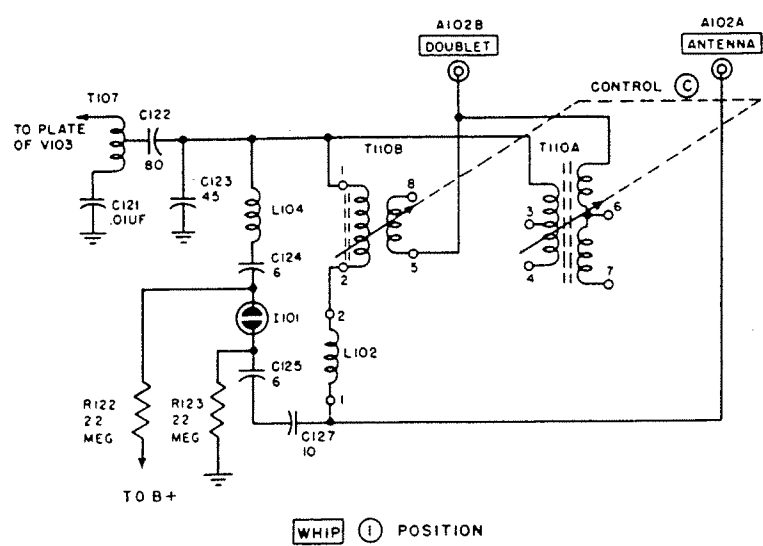 A102B
DOUBLET
A102A
ANTENNA
CONTROL C
T107
C122
80
TO PLATE
OF V103
T110B
T110A
1
8
C121
.01UF
C123
45
L104
3
6
C124
6
2
5
4
7
I101
2
L102
C125
6
1
R122
22
MEG
R123
22
MEG
C127
10
TO B+
WHIP 1 POSITION